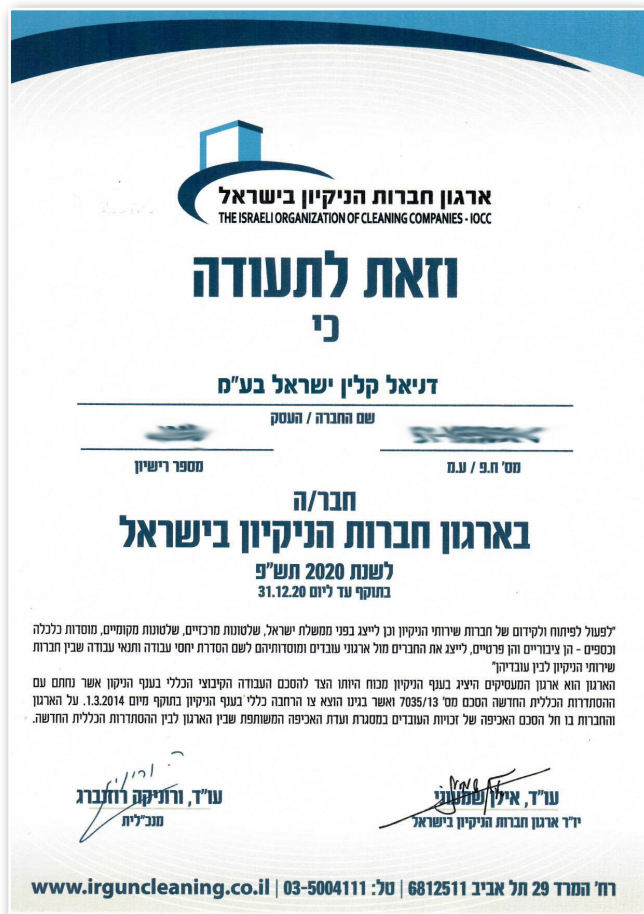 ארגון חברות הניקיון בישראל
THE ISRAELI ORGANIZATION OF CLEANING COMPANIES - IOCC
וזאת לתעודה
כי
דניאל קלין ישראל בע"מ
שם החברה / העסק
מס' ח.פ / ע.מ
מספר רישיון
חבר/ה
בארגון חברות הניקיון בישראל
לשנת 2020 תש"פ
בתוקף עד ליום 31.12.20
"לפעול לפיתוח ולקידום של חברות שירותי הניקיון וכן לייצג בפני ממשלת ישראל, שלטונות מרכזיים, שלטונות מקומיים, מוסדות כלכלה
וכספים - הן ציבוריים והן פרטיים, לייצג את החברים מול ארגוני עובדים ומוסדותיהם לשם הסדרת יחסי עבודה ותנאי עבודה שבין חברות
שירותי הניקיון לבין עובדיהן"
הארגון הוא ארגון המעסיקים היציג בענף הניקיון מכוח היותו הצד להסכם העבודה הקיבוצי הכללי בענף הניקון אשר נחתם עם
ההסתדרות הכללית החדשה הסכם מס' 7035/13 ואשר בגינו הוצא צו הרחבה כללי בענף הניקיון בתוקף מיום 1.3.2014. על הארגון
והחברות בו חל הסכם האכיפה של זכויות העובדים במסגרת ועדת האכיפה המשותפת שבין הארגון לבין ההסתדרות הכללית החדשה.
עו"ד, אילן שמעוני
יו"ר ארגון חברות הניקיון בישראל
עו"ד, ורוניקה רוזנברג
מנכ"לית
רח' המרד 29 תל אביב 6812511 | טל: 03-5004111 | www.irguncleaning.co.il